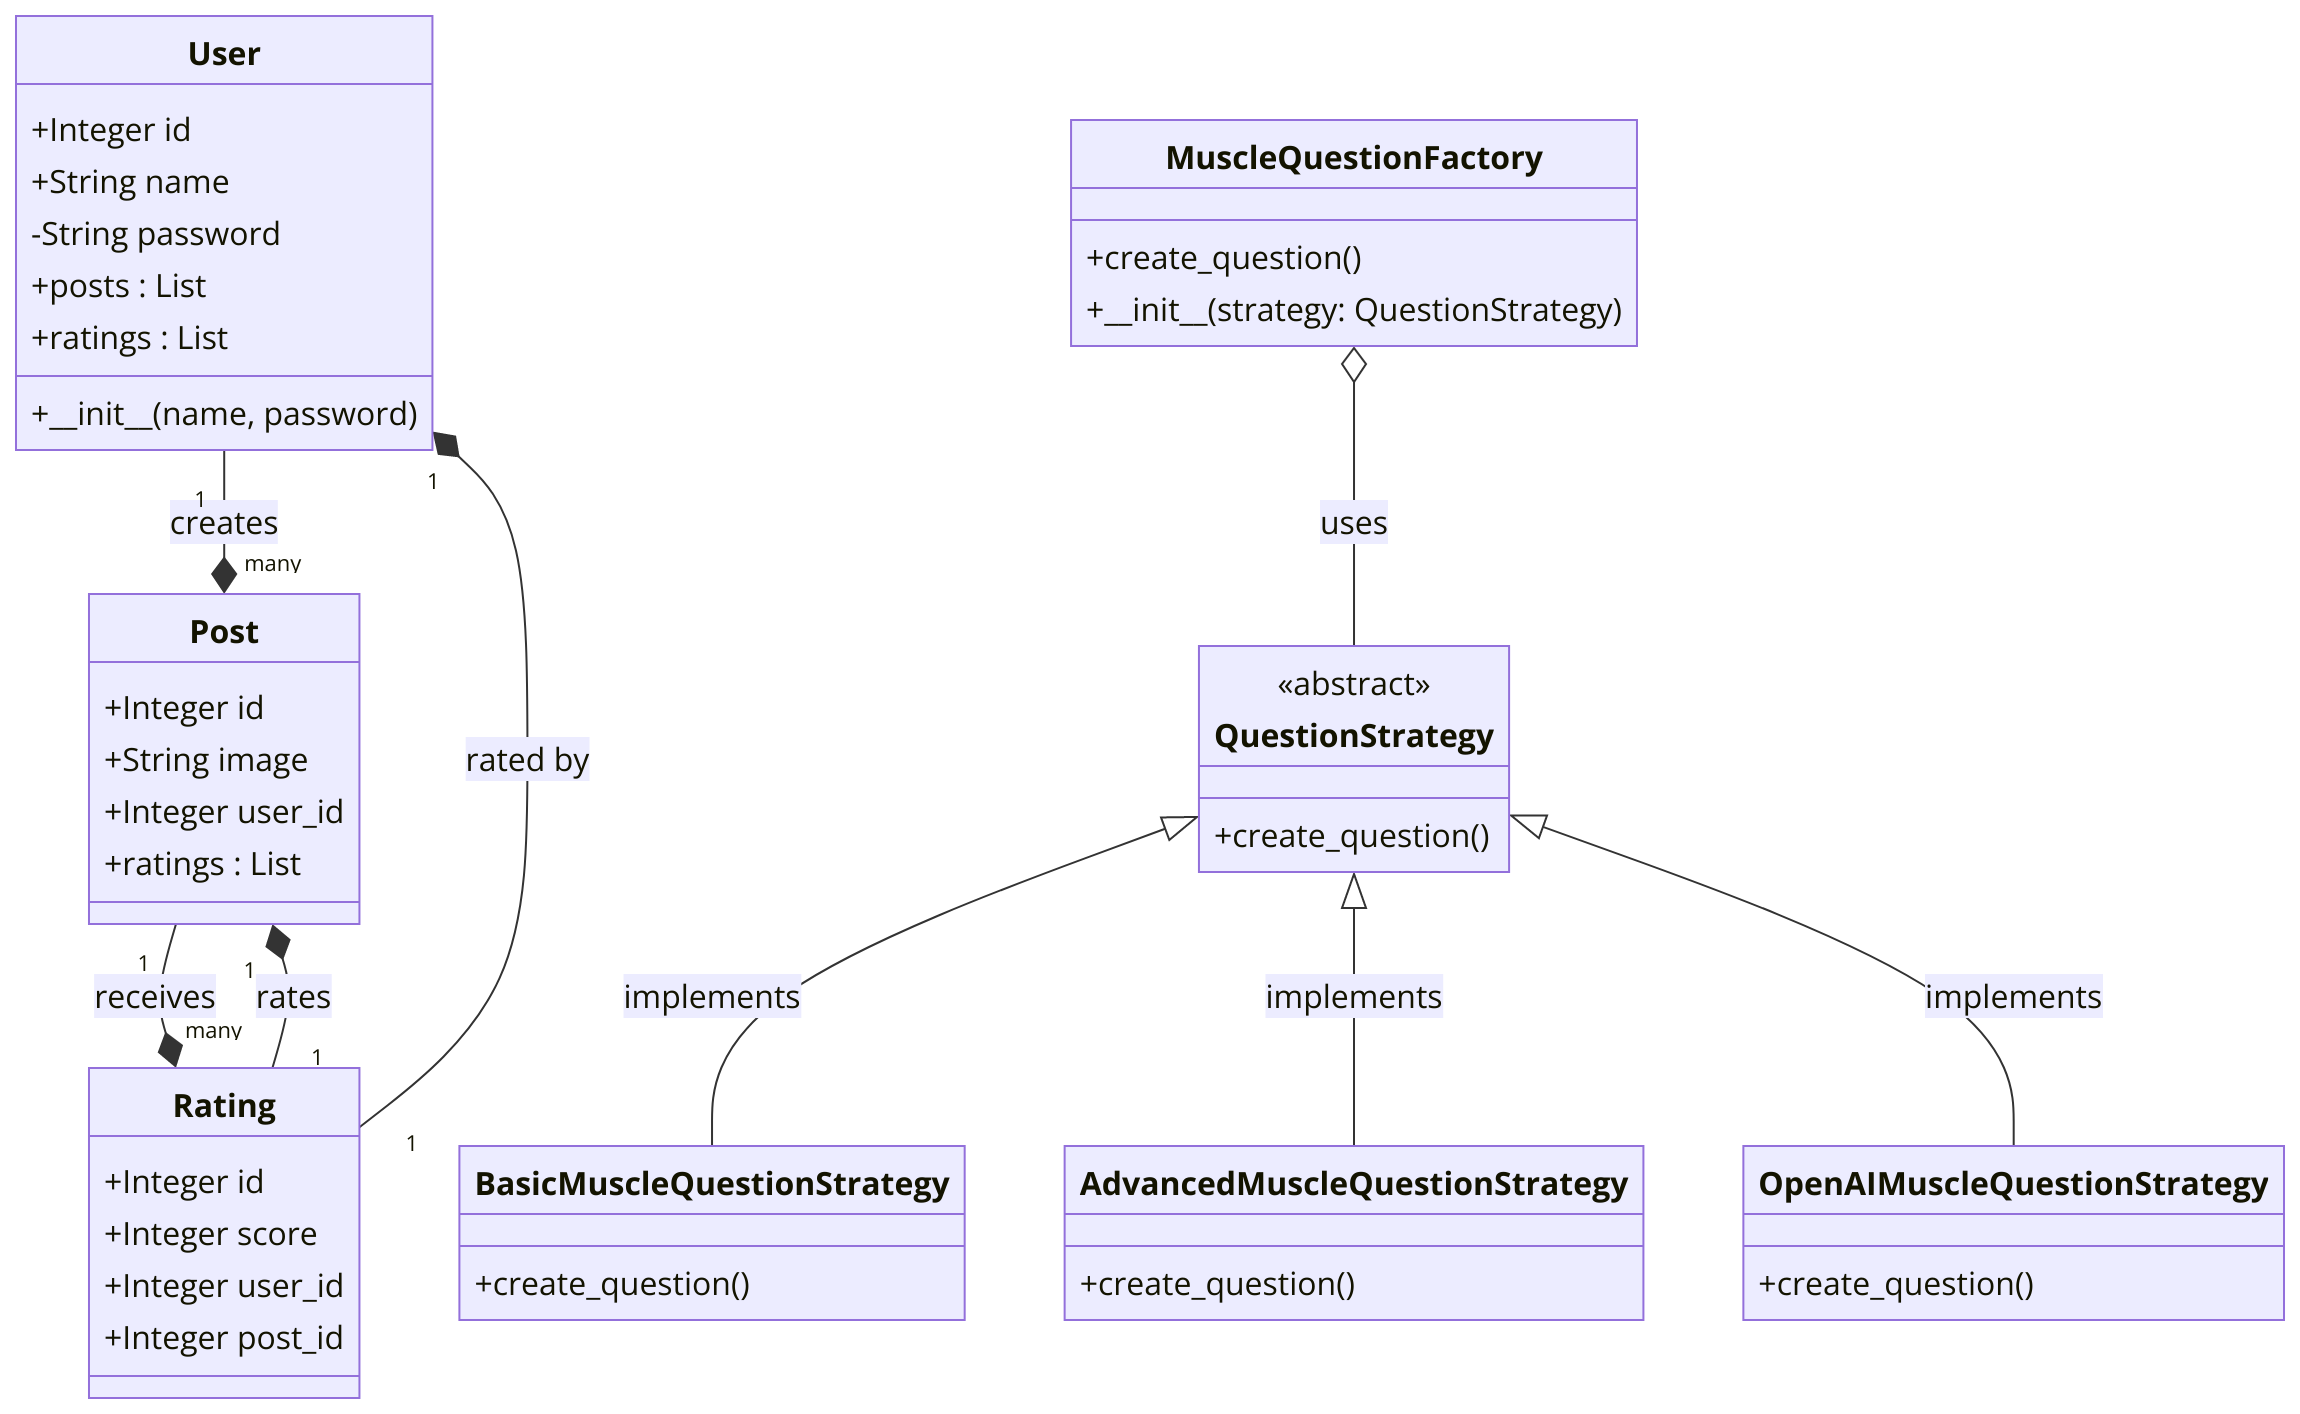 User
+Integer id
+String name
-String password
+posts : List
+ratings : List
+__init__(name, password)
1
creates
many
1
rated by
1
Post
+Integer id
+String image
+Integer user_id
+ratings : List
1
receives
many
1
rates
1
Rating
+Integer id
+Integer score
+Integer user_id
+Integer post_id
MuscleQuestionFactory
+create_question()
+__init__(strategy: QuestionStrategy)
uses
«abstract»
QuestionStrategy
+create_question()
implements
implements
implements
BasicMuscleQuestionStrategy
+create_question()
AdvancedMuscleQuestionStrategy
+create_question()
OpenAIMuscleQuestionStrategy
+create_question()